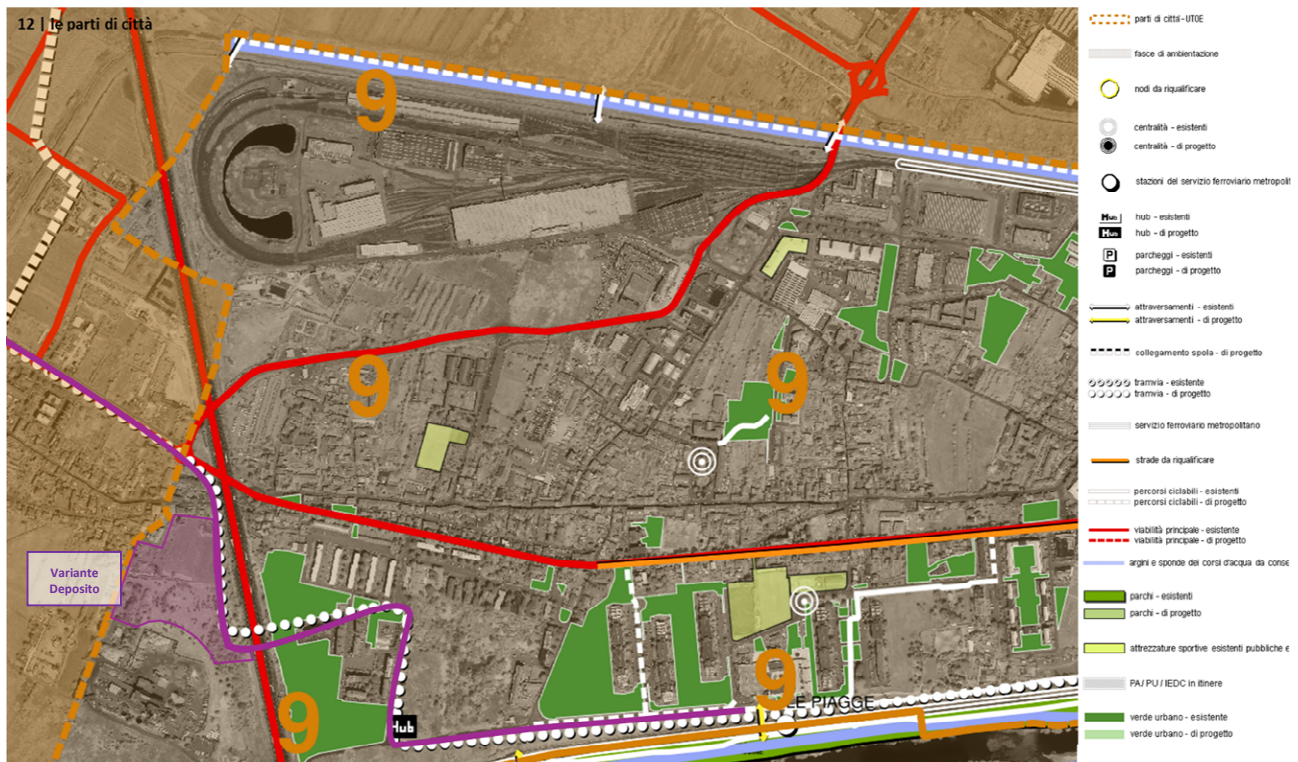 12 | le parti di città
9
9
9
9
9
Variante
Deposito
Hub
LE PIAGGE
parti di città - UTOE
fasce di ambientazione
nodi da riqualificare
centralità - esistenti
centralità - di progetto
stazioni del servizio ferroviario metropolit
Hub hub - esistenti
Hub hub - di progetto
P parcheggi - esistenti
P parcheggi - di progetto
attraversamenti - esistenti
attraversamenti - di progetto
collegamento spola - di progetto
tramvia - esistente
tramvia - di progetto
servizio ferroviario metropolitano
strade da riqualificare
percorsi ciclabili - esistenti
percorsi ciclabili - di progetto
viabilità principale - esistente
viabilità principale - di progetto
argini e sponde dei corsi d'acqua da conse
parchi - esistenti
parchi - di progetto
attrezzature sportive esistenti pubbliche e
PA / PU / IEDC in itinere
verde urbano - esistente
verde urbano - di progetto